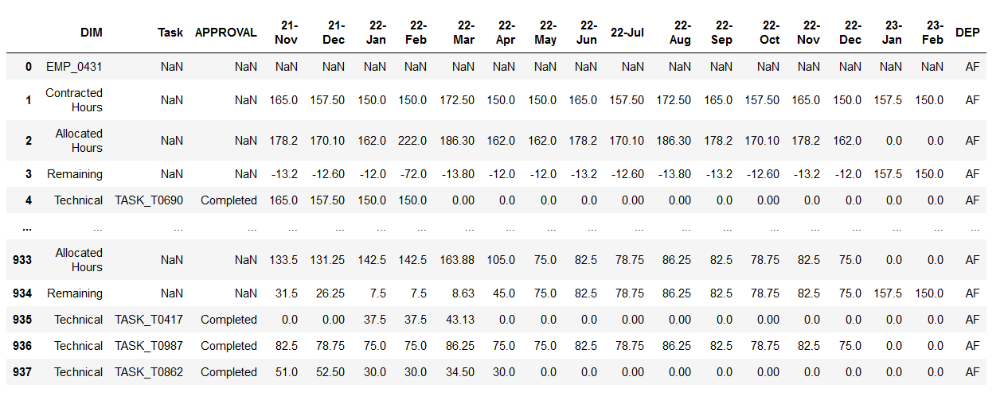 DIM Task APPROVAL 21-Nov 21-Dec 22-Jan 22-Feb 22-Mar 22-Apr 22-May 22-Jun 22-Jul 22-Aug 22-Sep 22-Oct 22-Nov 22-Dec 23-Jan 23-Feb DEP
0 EMP_0431 NaN NaN NaN NaN NaN NaN NaN NaN NaN NaN NaN NaN NaN NaN NaN NaN NaN NaN AF
1 Contracted Hours NaN NaN 165.0 157.50 150.0 150.0 172.50 150.0 150.0 165.0 157.50 172.50 165.0 157.50 165.0 150.0 157.5 150.0 AF
2 Allocated Hours NaN NaN 178.2 170.10 162.0 222.0 186.30 162.0 162.0 178.2 170.10 186.30 178.2 170.10 178.2 162.0 0.0 0.0 AF
3 Remaining NaN NaN -13.2 -12.60 -12.0 -72.0 -13.80 -12.0 -12.0 -13.2 -12.60 -13.80 -13.2 -12.60 -13.2 -12.0 157.5 150.0 AF
4 Technical TASK_T0690 Completed 165.0 157.50 150.0 150.0 0.00 0.0 0.0 0.0 0.00 0.00 0.0 0.00 0.0 0.0 0.0 0.0 AF
... ... ... ... ... ... ... ... ... ... ... ... ... ... ... ... ... ... ... ... ...
933 Allocated Hours NaN NaN 133.5 131.25 142.5 142.5 163.88 105.0 75.0 82.5 78.75 86.25 82.5 78.75 82.5 75.0 0.0 0.0 AF
934 Remaining NaN NaN 31.5 26.25 7.5 7.5 8.63 45.0 75.0 82.5 78.75 86.25 82.5 78.75 82.5 75.0 157.5 150.0 AF
935 Technical TASK_T0417 Completed 0.0 0.00 37.5 37.5 43.13 0.0 0.0 0.0 0.00 0.00 0.0 0.00 0.0 0.0 0.0 0.0 AF
936 Technical TASK_T0987 Completed 82.5 78.75 75.0 75.0 86.25 75.0 75.0 82.5 78.75 86.25 82.5 78.75 82.5 75.0 0.0 0.0 AF
937 Technical TASK_T0862 Completed 51.0 52.50 30.0 30.0 34.50 30.0 0.0 0.0 0.00 0.00 0.0 0.00 0.0 0.0 0.0 0.0 AF